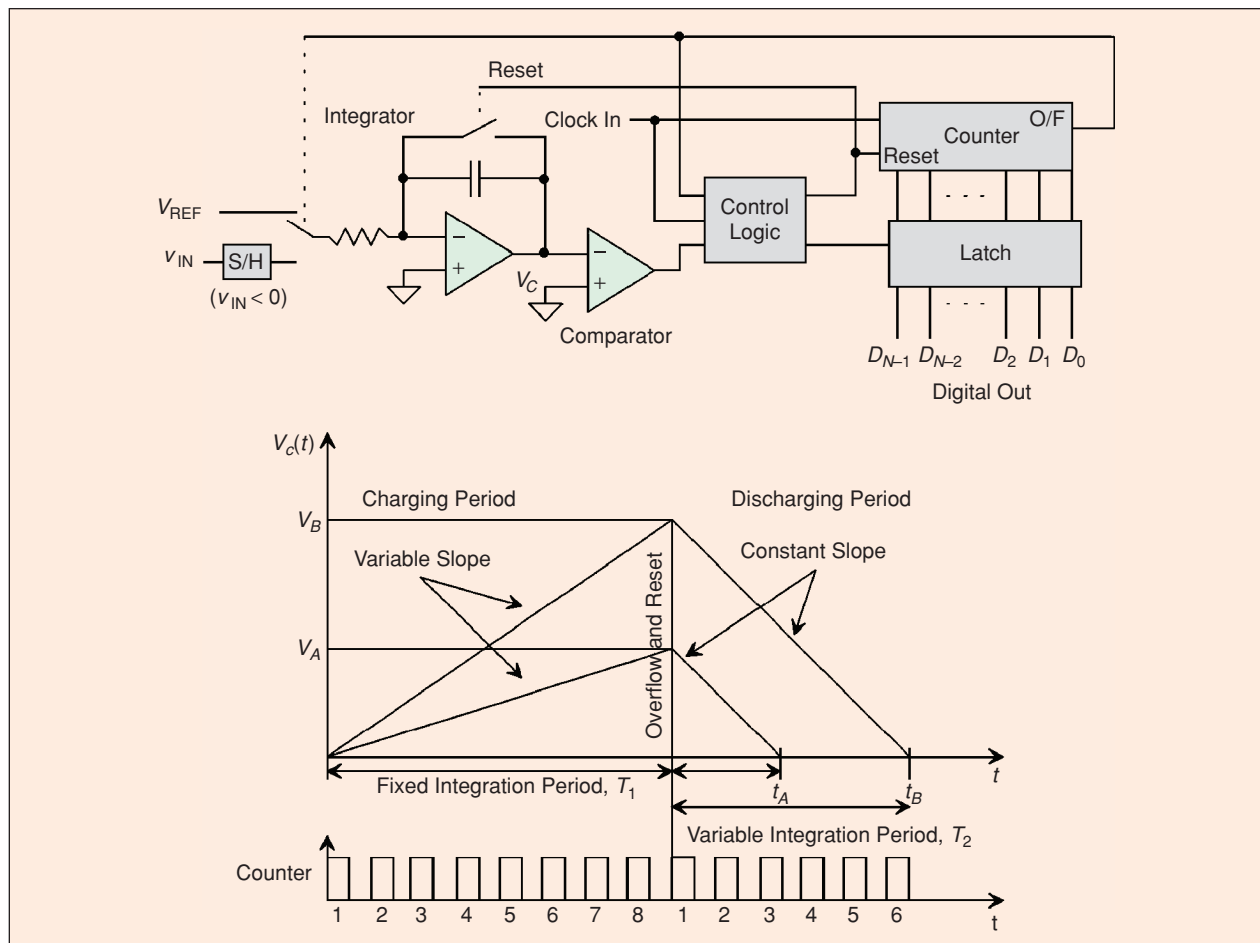 Reset
Integrator
Clock In
O/F
Counter
Reset
V_REF
Control
Logic
v_IN
S/H
(v_IN < 0)
−
+
V_C
−
+
Comparator
- - -
Latch
- - -
D_N–1 D_N–2 D_2 D_1 D_0
Digital Out
V_c(t)
Charging Period
Discharging Period
V_B
Variable Slope
Constant Slope
Overflow and Reset
V_A
t
Fixed Integration Period, T_1
t_A
t_B
Variable Integration Period, T_2
Counter
1 2 3 4 5 6 7 8 1 2 3 4 5 6
t